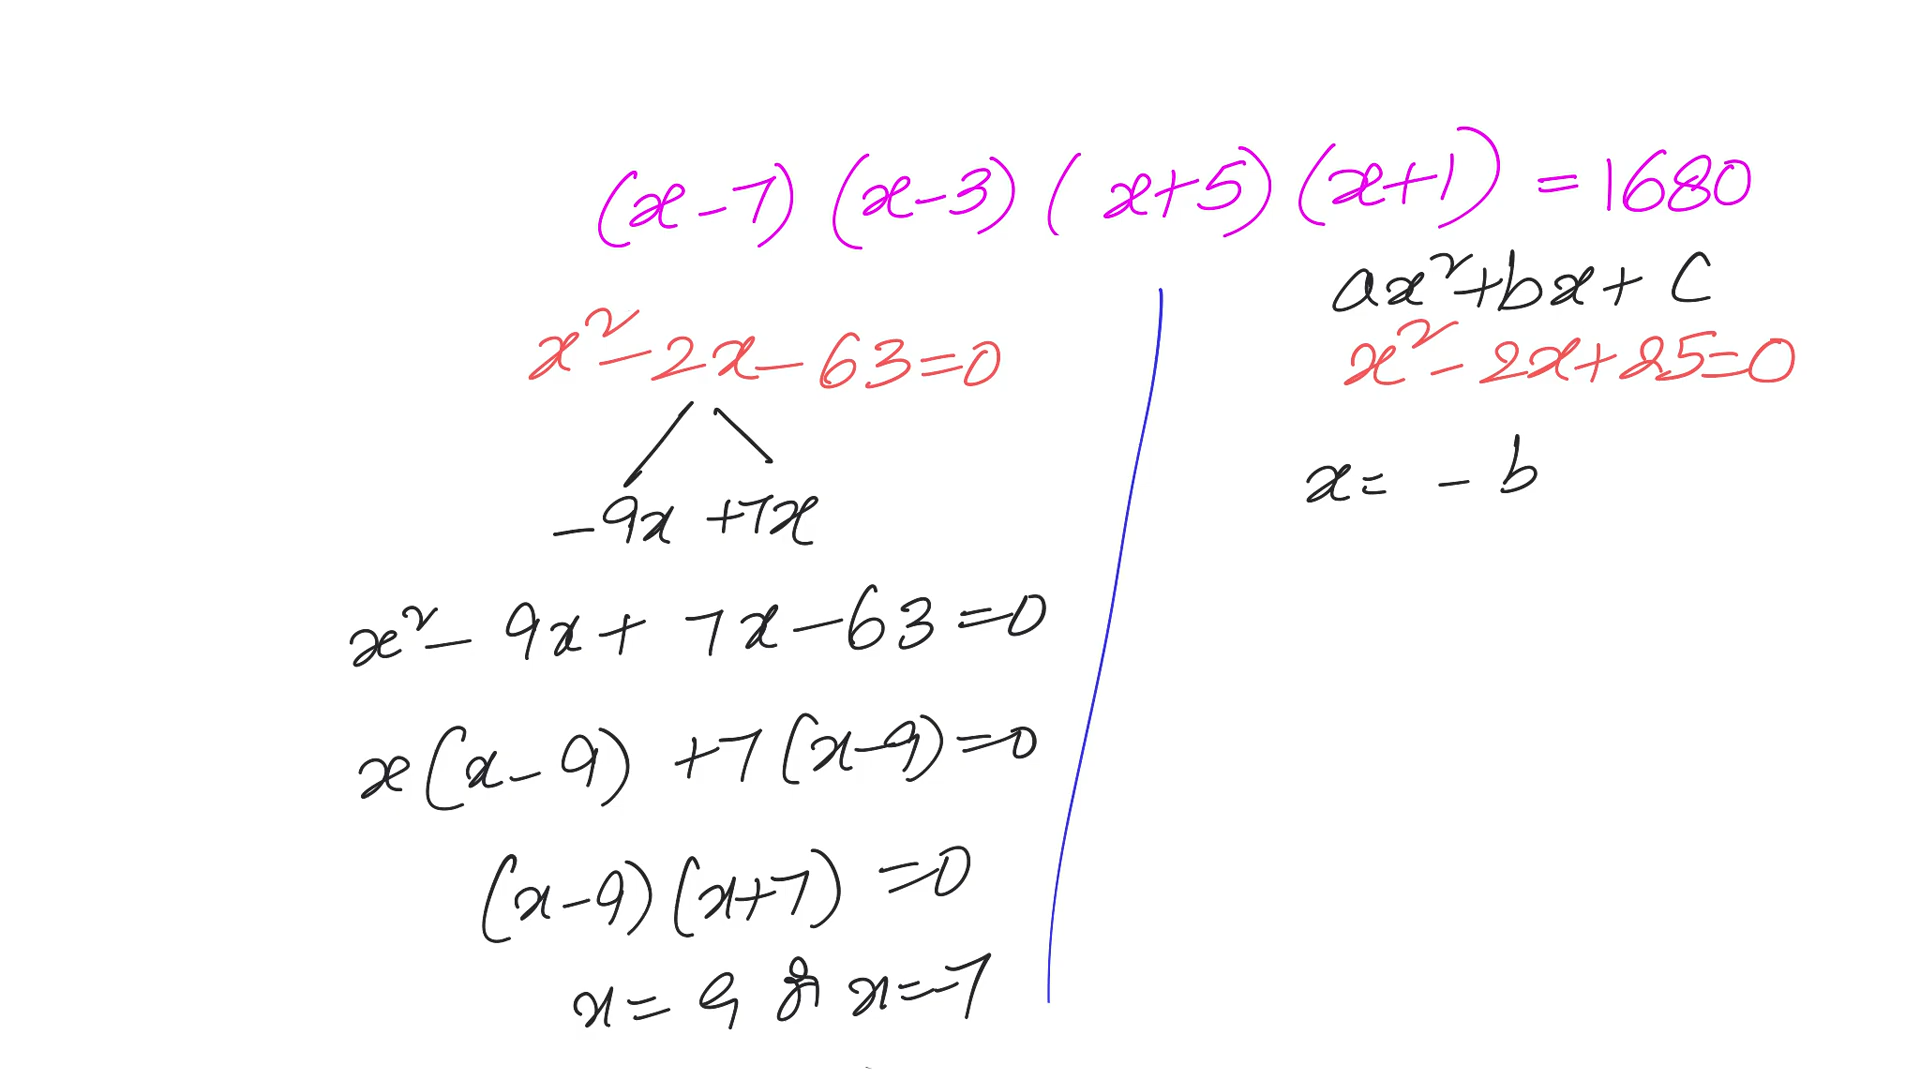 (x-7) (x-3) (x+5) (x+1) = 1680
x²-2x-63=0
-9x +7x
x²-9x+7x-63=0
x(x-9) +7(x-9)=0
(x-9)(x+7) =0
x=9 or x=-7
ax²+bx+c
x²-2x+25=0
x= -b